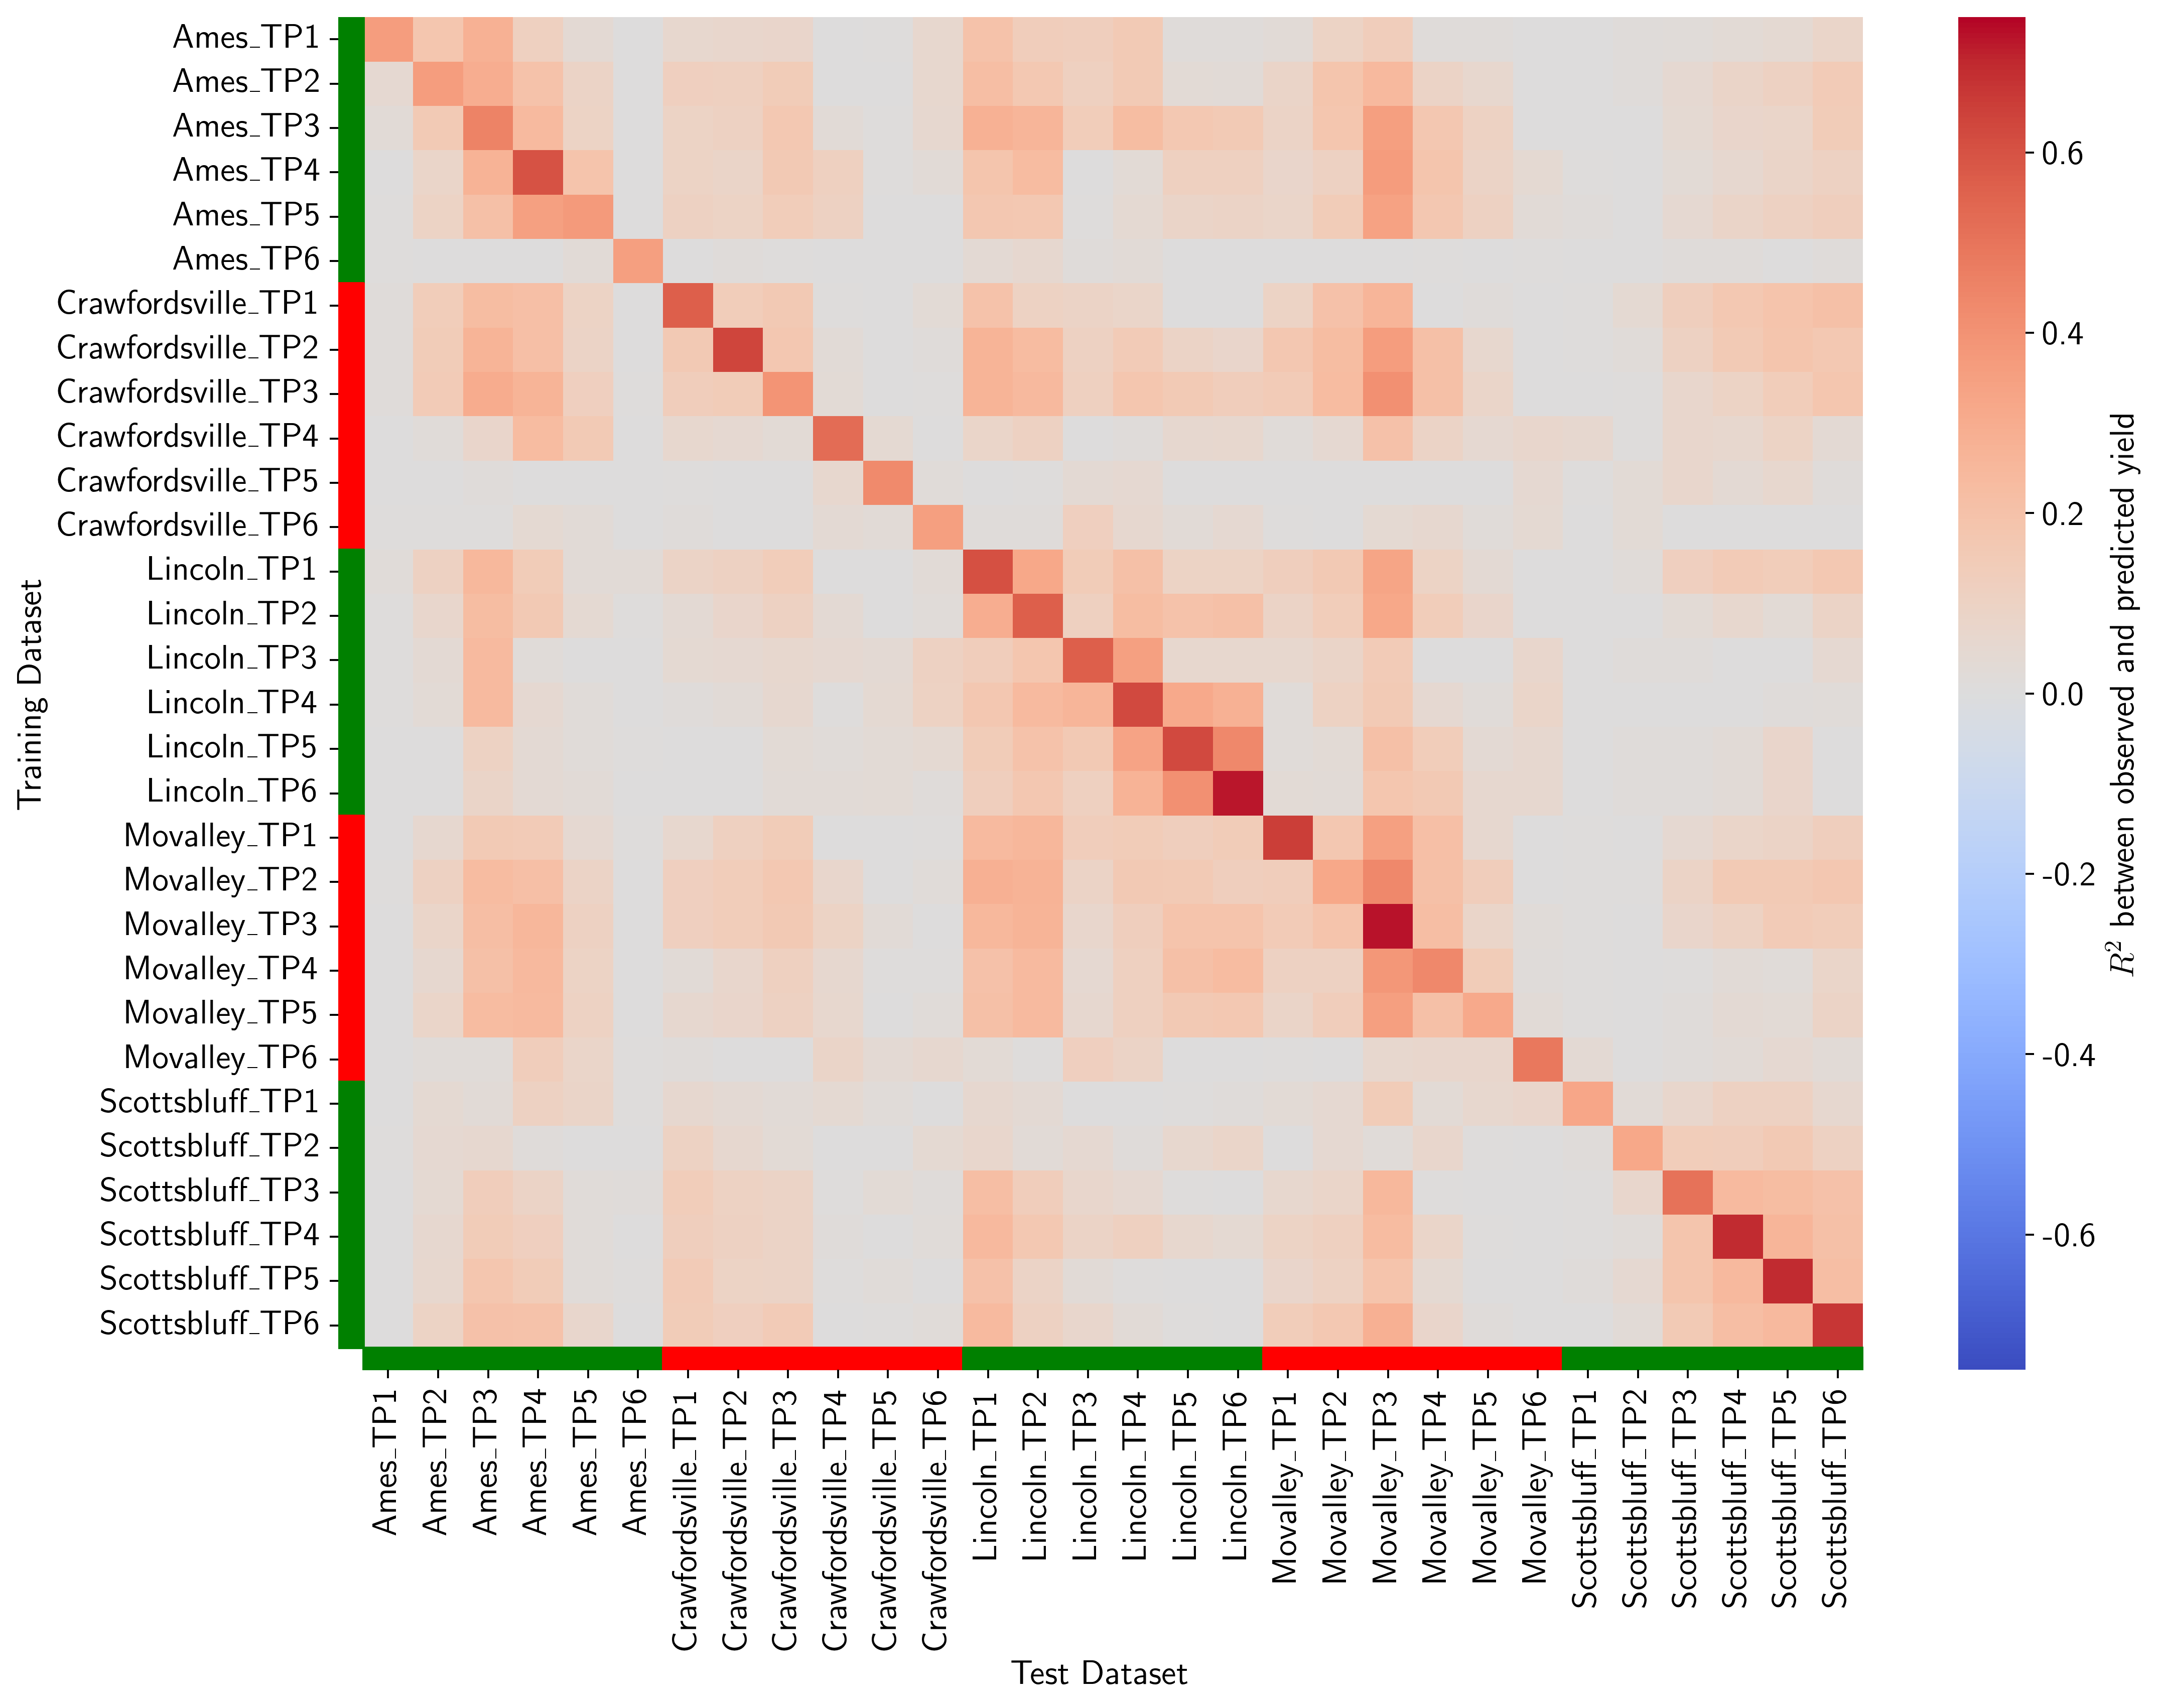 Training Dataset
Ames_TP1
Ames_TP2
Ames_TP3
Ames_TP4
Ames_TP5
Ames_TP6
Crawfordsville_TP1
Crawfordsville_TP2
Crawfordsville_TP3
Crawfordsville_TP4
Crawfordsville_TP5
Crawfordsville_TP6
Lincoln_TP1
Lincoln_TP2
Lincoln_TP3
Lincoln_TP4
Lincoln_TP5
Lincoln_TP6
Movalley_TP1
Movalley_TP2
Movalley_TP3
Movalley_TP4
Movalley_TP5
Movalley_TP6
Scottsbluff_TP1
Scottsbluff_TP2
Scottsbluff_TP3
Scottsbluff_TP4
Scottsbluff_TP5
Scottsbluff_TP6
Ames_TP1
Ames_TP2
Ames_TP3
Ames_TP4
Ames_TP5
Ames_TP6
Crawfordsville_TP1
Crawfordsville_TP2
Crawfordsville_TP3
Crawfordsville_TP4
Crawfordsville_TP5
Crawfordsville_TP6
Lincoln_TP1
Lincoln_TP2
Lincoln_TP3
Lincoln_TP4
Lincoln_TP5
Lincoln_TP6
Movalley_TP1
Movalley_TP2
Movalley_TP3
Movalley_TP4
Movalley_TP5
Movalley_TP6
Scottsbluff_TP1
Scottsbluff_TP2
Scottsbluff_TP3
Scottsbluff_TP4
Scottsbluff_TP5
Scottsbluff_TP6
Test Dataset
0.6
0.4
0.2
0.0
-0.2
-0.4
-0.6
R² between observed and predicted yield